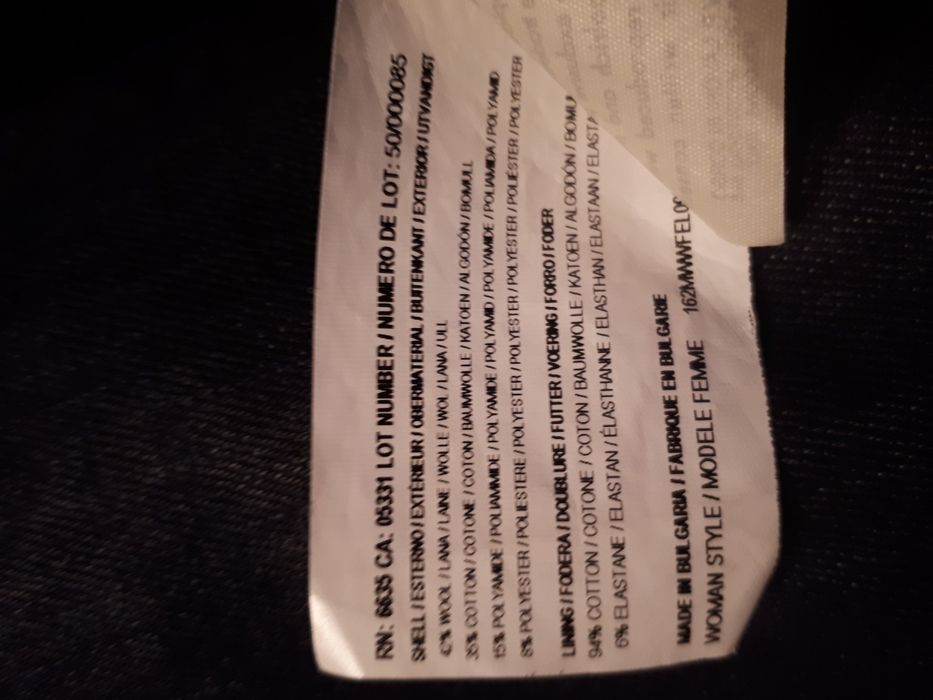 RN: 6635 CA: 05331 LOT NUMBER / NUMERO DE LOT: 50/000085
SHELL / ESTERNO / EXTÉRIEUR / OBERMATERIAL / BUITENKANT / EXTERIOR / UTVANDIGT
42% WOOL / LANA / LAINE / WOLLE / WOL / LANA / ULL
35% COTTON / COTONE / COTON / BAUMWOLLE / KATOEN / ALGODÓN / BOMULL
15% POLYAMIDE / POLIAMMIDE / POLYAMIDE / POLYAMID / POLYAMIDE / POLIAMIDA / POLYAMID
8% POLYESTER / POLIESTERE / POLYESTER / POLYESTER / POLYESTER / POLIÉSTER / POLYESTER
LINING / FODERA / DOUBLURE / FUTTER / VOERING / FORRO / FODER
94% COTTON / COTONE / COTON / BAUMWOLLE / KATOEN / ALGODÓN / BOMU
6% ELASTANE / ELASTAN / ÉLASTHANNE / ELASTHAN / ELASTAAN / ELASTA
MADE IN BULGARIA / FABRIQUE EN BULGARIE
WOMAN STYLE / MODELE FEMME